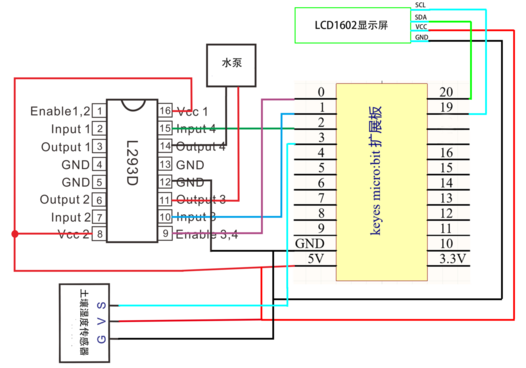 SCL
SDA
VCC
GND
LCD1602显示屏
水泵
Enable1,2 1 16 Vcc 1
Input 1 2 15 Input 4
Output 1 3 14 Output 4
GND 4 13 GND
GND 5 12 GND
Output 2 6 11 Output 3
Input 2 7 10 Input 3
Vcc 2 8 9 Enable 3,4
L293D
0 20
1 19
2
3
4 16
5 15
6 14
7 13
8 12
9 11
GND 10
5V 3.3V
keyes micro:bit 扩展板
土壤湿度传感器
S
V
G